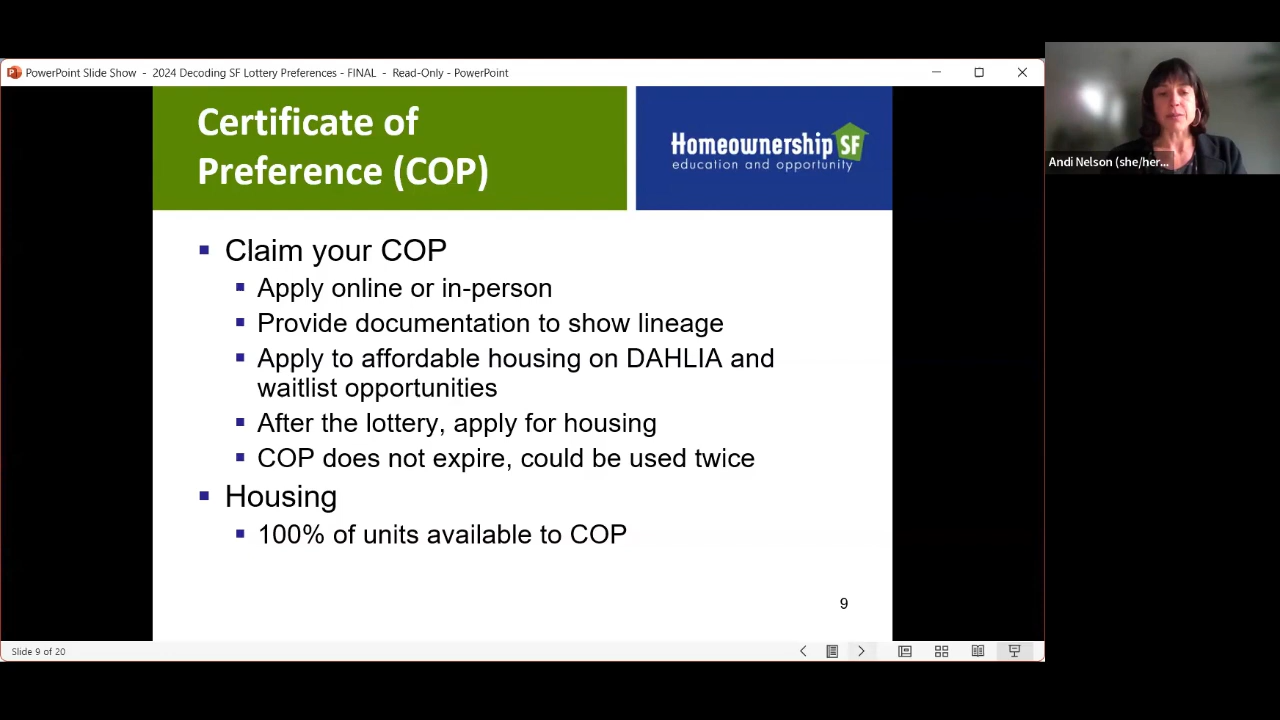 PowerPoint Slide Show - 2024 Decoding SF Lottery Preferences - FINAL - Read-Only - PowerPoint
Certificate of
Preference (COP)
Homeownership SF
education and opportunity
Andi Nelson (she/her...
Claim your COP
Apply online or in-person
Provide documentation to show lineage
Apply to affordable housing on DAHLIA and
waitlist opportunities
After the lottery, apply for housing
COP does not expire, could be used twice
Housing
100% of units available to COP
9
Slide 9 of 20